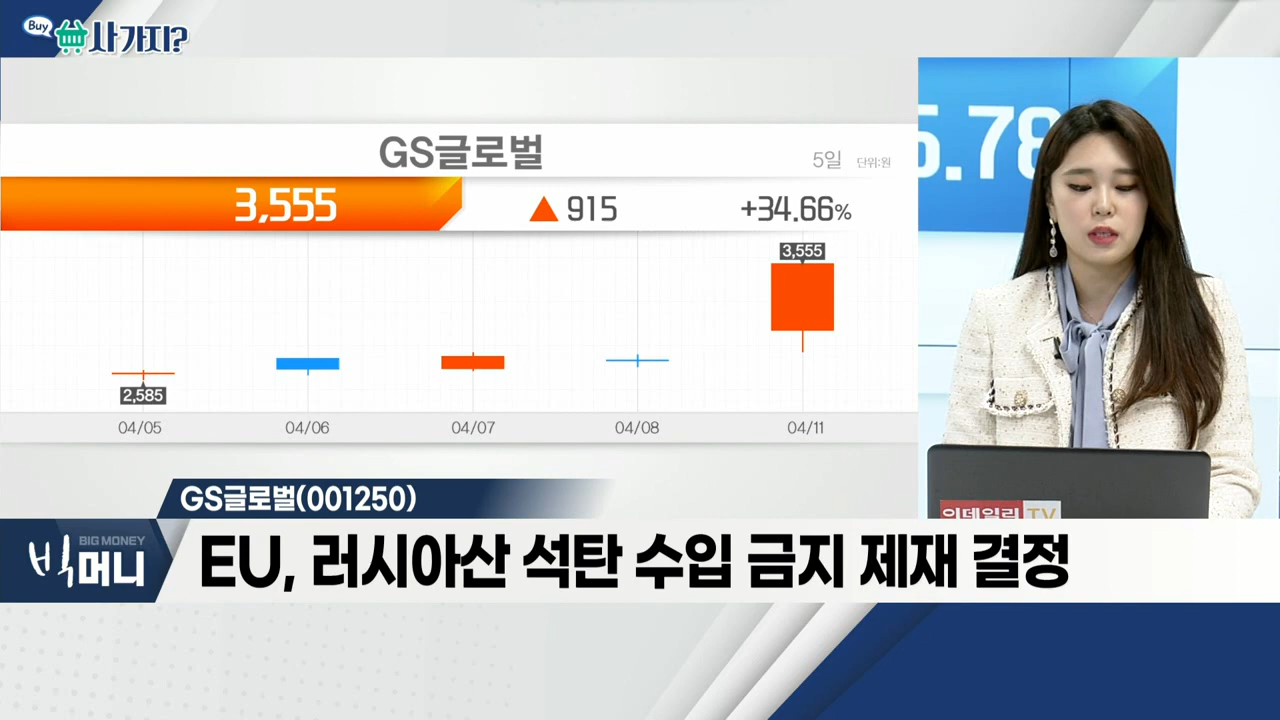 Buy 사가지?
GS글로벌
5일 단위:원
3,555 ▲ 915 +34.66%
3,555
2,585
04/05 04/06 04/07 04/08 04/11
5.78
이데일리TV
GS글로벌(001250)
빅머니 BIG MONEY
EU, 러시아산 석탄 수입 금지 제재 결정